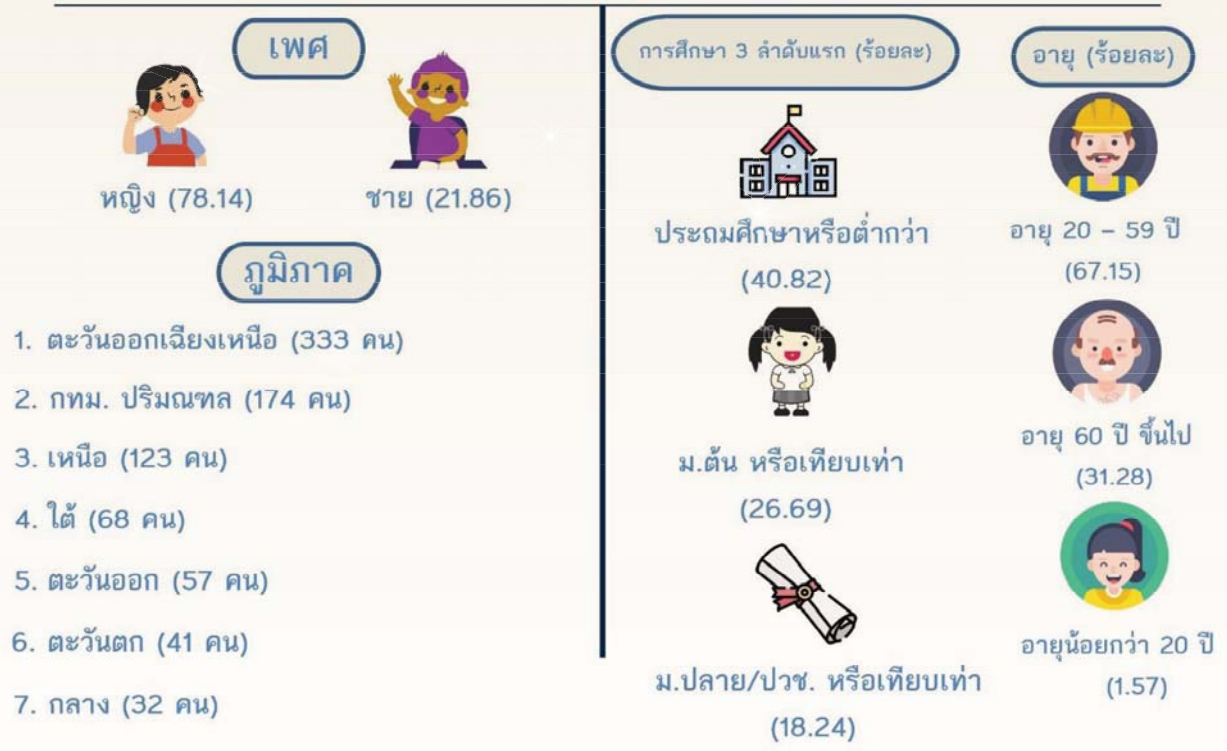 เพศ
หญิง (78.14)
ชาย (21.86)
ภูมิภาค
1. ตะวันออกเฉียงเหนือ (333 คน)
2. กทม. ปริมณฑล (174 คน)
3. เหนือ (123 คน)
4. ใต้ (68 คน)
5. ตะวันออก (57 คน)
6. ตะวันตก (41 คน)
7. กลาง (32 คน)
การศึกษา 3 ลำดับแรก (ร้อยละ)
ประถมศึกษาหรือต่ำกว่า
(40.82)
ม.ต้น หรือเทียบเท่า
(26.69)
ม.ปลาย/ปวช. หรือเทียบเท่า
(18.24)
อายุ (ร้อยละ)
อายุ 20 – 59 ปี
(67.15)
อายุ 60 ปี ขึ้นไป
(31.28)
อายุน้อยกว่า 20 ปี
(1.57)